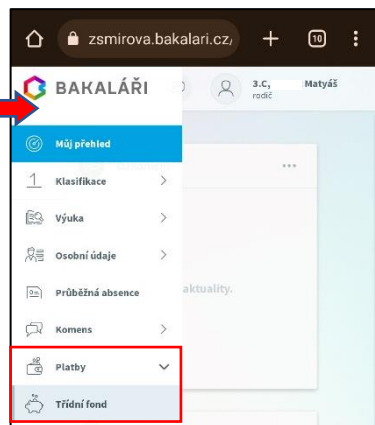 zsmirova.bakalari.cz/
10
BAKALÁŘI
3.C, Matyáš
rodič
Můj přehled
Klasifikace
Výuka
Osobní údaje
Průběžná absence
aktuality.
Komens
Platby
Třídní fond